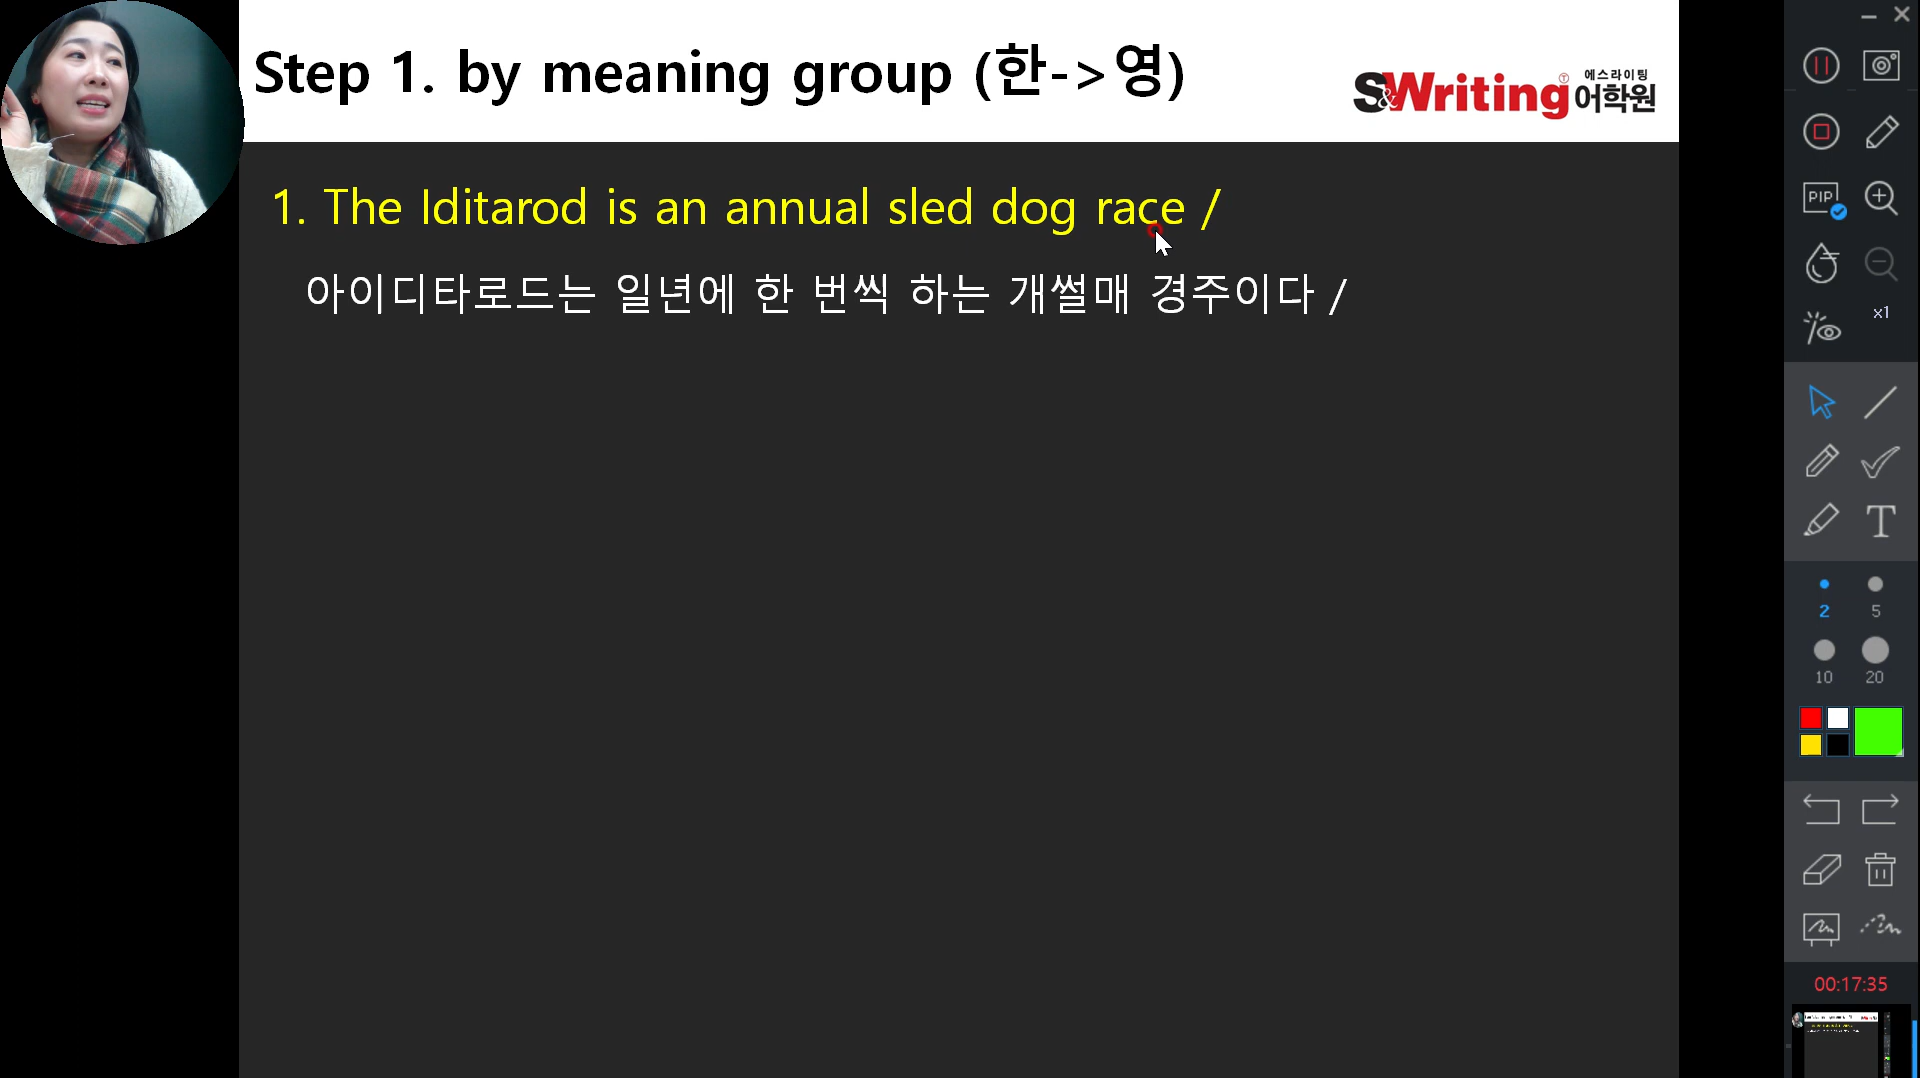 Step 1. by meaning group (한->영)
S&Writing 에스라이팅 어학원
1. The Iditarod is an annual sled dog race /
아이디타로드는 일년에 한 번씩 하는 개썰매 경주이다 /
PIP
x1
T
2 5
10 20
00:17:35